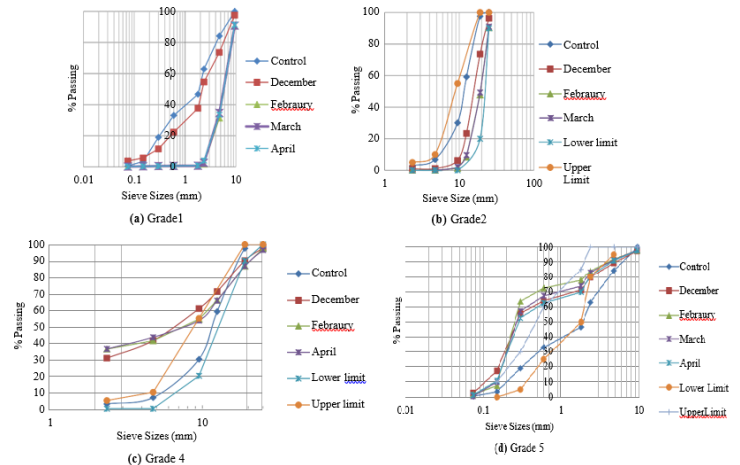 100
80
60
40
20
0
0.01
0.1
1
10
% Passing
Sieve Sizes (mm)
Control
December
Febraury
March
April
(a) Grade1
100
80
60
40
20
0
1
10
100
% Passing
Sieve Size (mm)
Control
December
Febraury
March
Lower limit
Upper
Limit
(b) Grade2
100
90
80
70
60
50
40
30
20
10
0
1
10
% Passing
Sieve Sizes (mm)
Control
December
Febraury
April
Lower limit
Upper limit
(c) Grade 4
100
90
80
70
60
50
40
30
20
10
0
0.01
0.1
1
10
% Passing
Sieve Sizes (mm)
Control
December
Febraury
March
April
Lower Limit
UpperLimit
(d) Grade 5